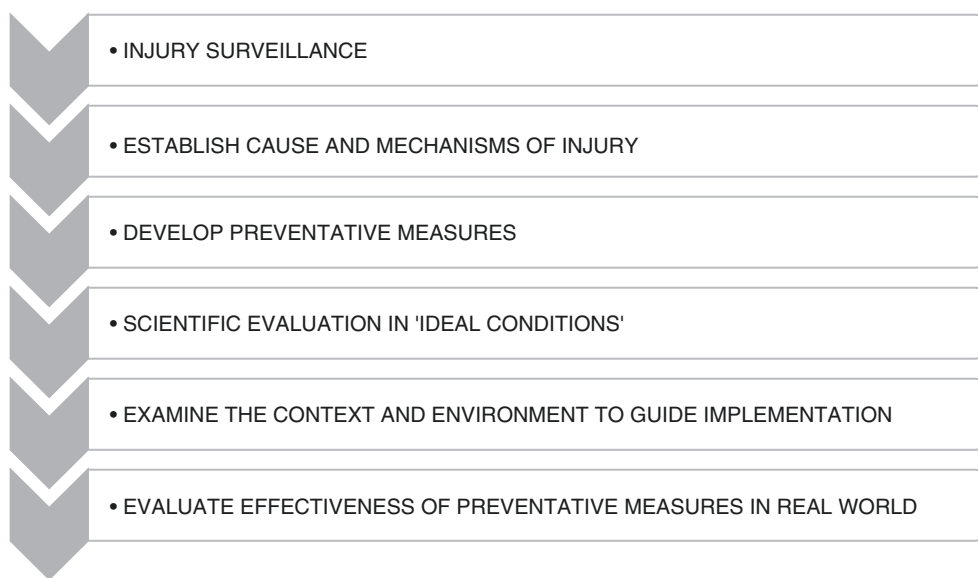 • INJURY SURVEILLANCE
• ESTABLISH CAUSE AND MECHANISMS OF INJURY
• DEVELOP PREVENTATIVE MEASURES
• SCIENTIFIC EVALUATION IN 'IDEAL CONDITIONS'
• EXAMINE THE CONTEXT AND ENVIRONMENT TO GUIDE IMPLEMENTATION
• EVALUATE EFFECTIVENESS OF PREVENTATIVE MEASURES IN REAL WORLD